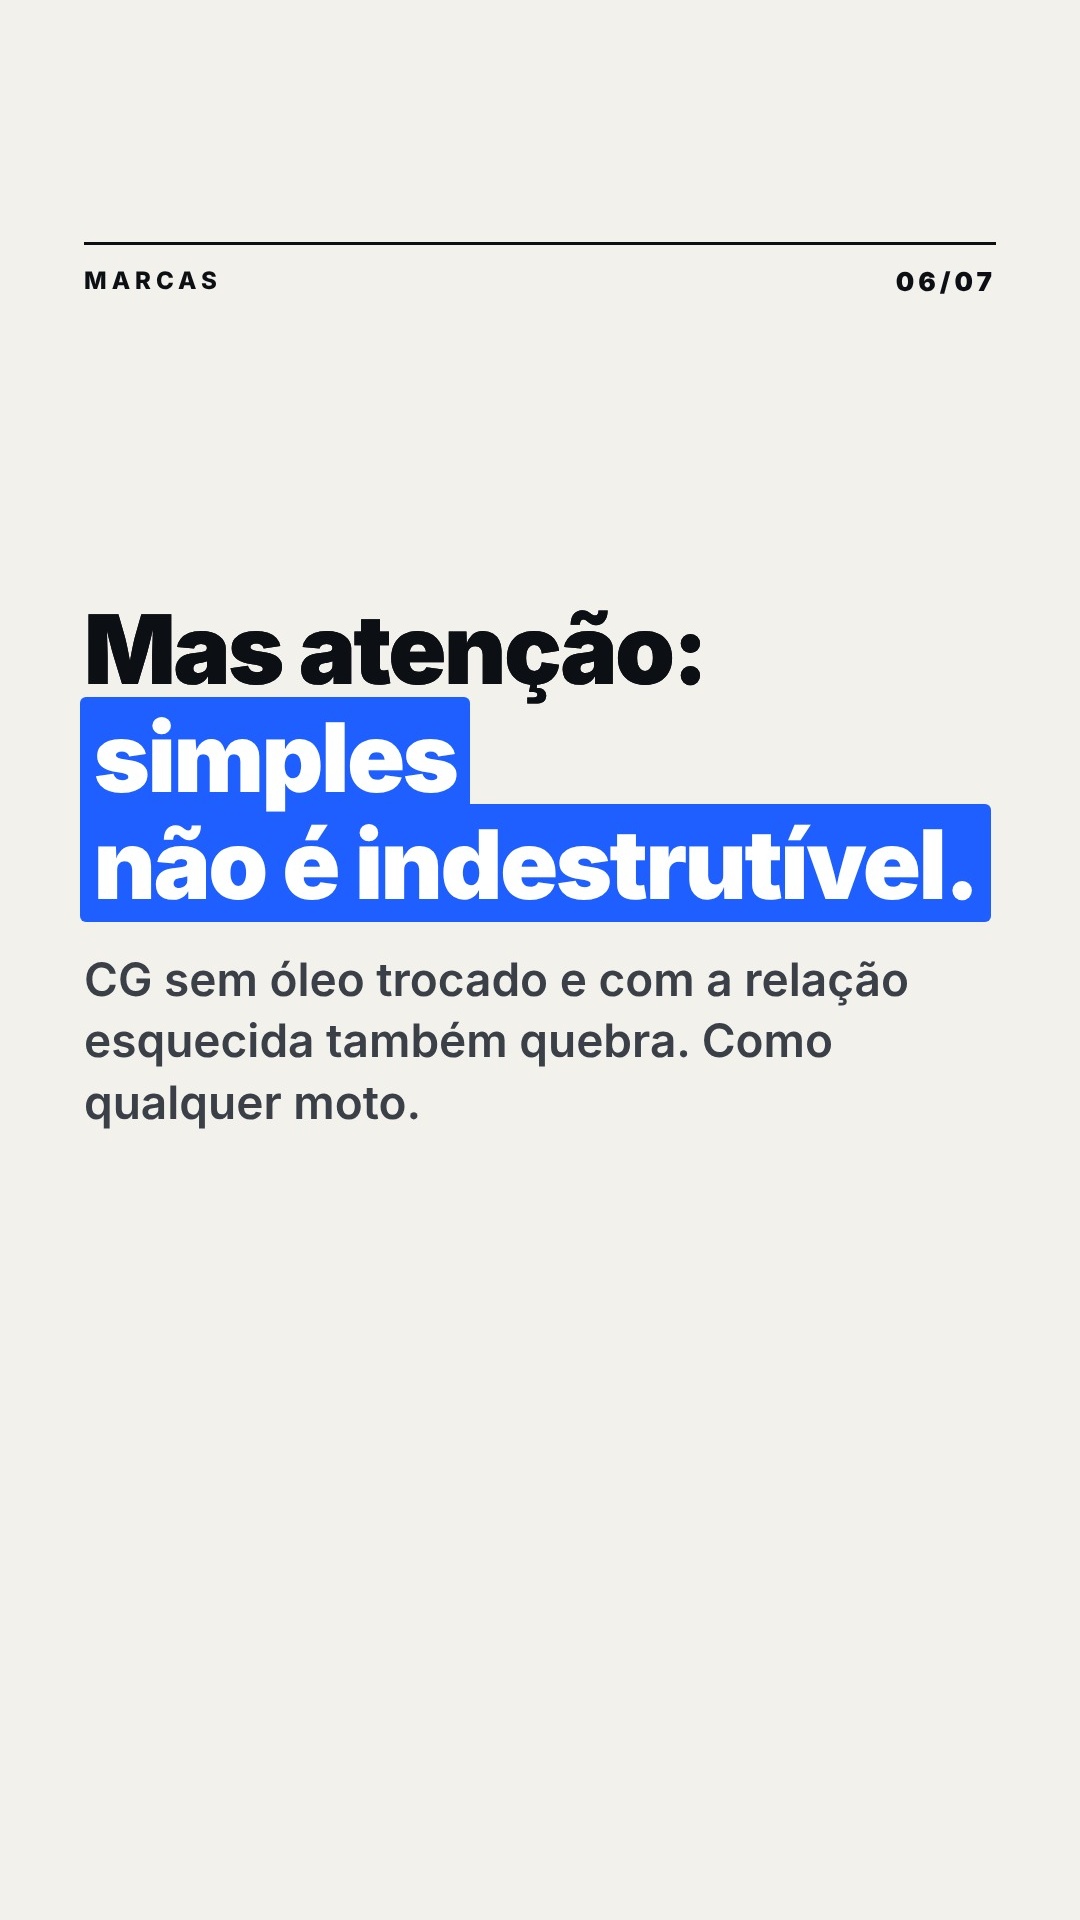 MARCAS
06/07
Mas atenção:
simples
não é indestrutível.
CG sem óleo trocado e com a relação
esquecida também quebra. Como
qualquer moto.